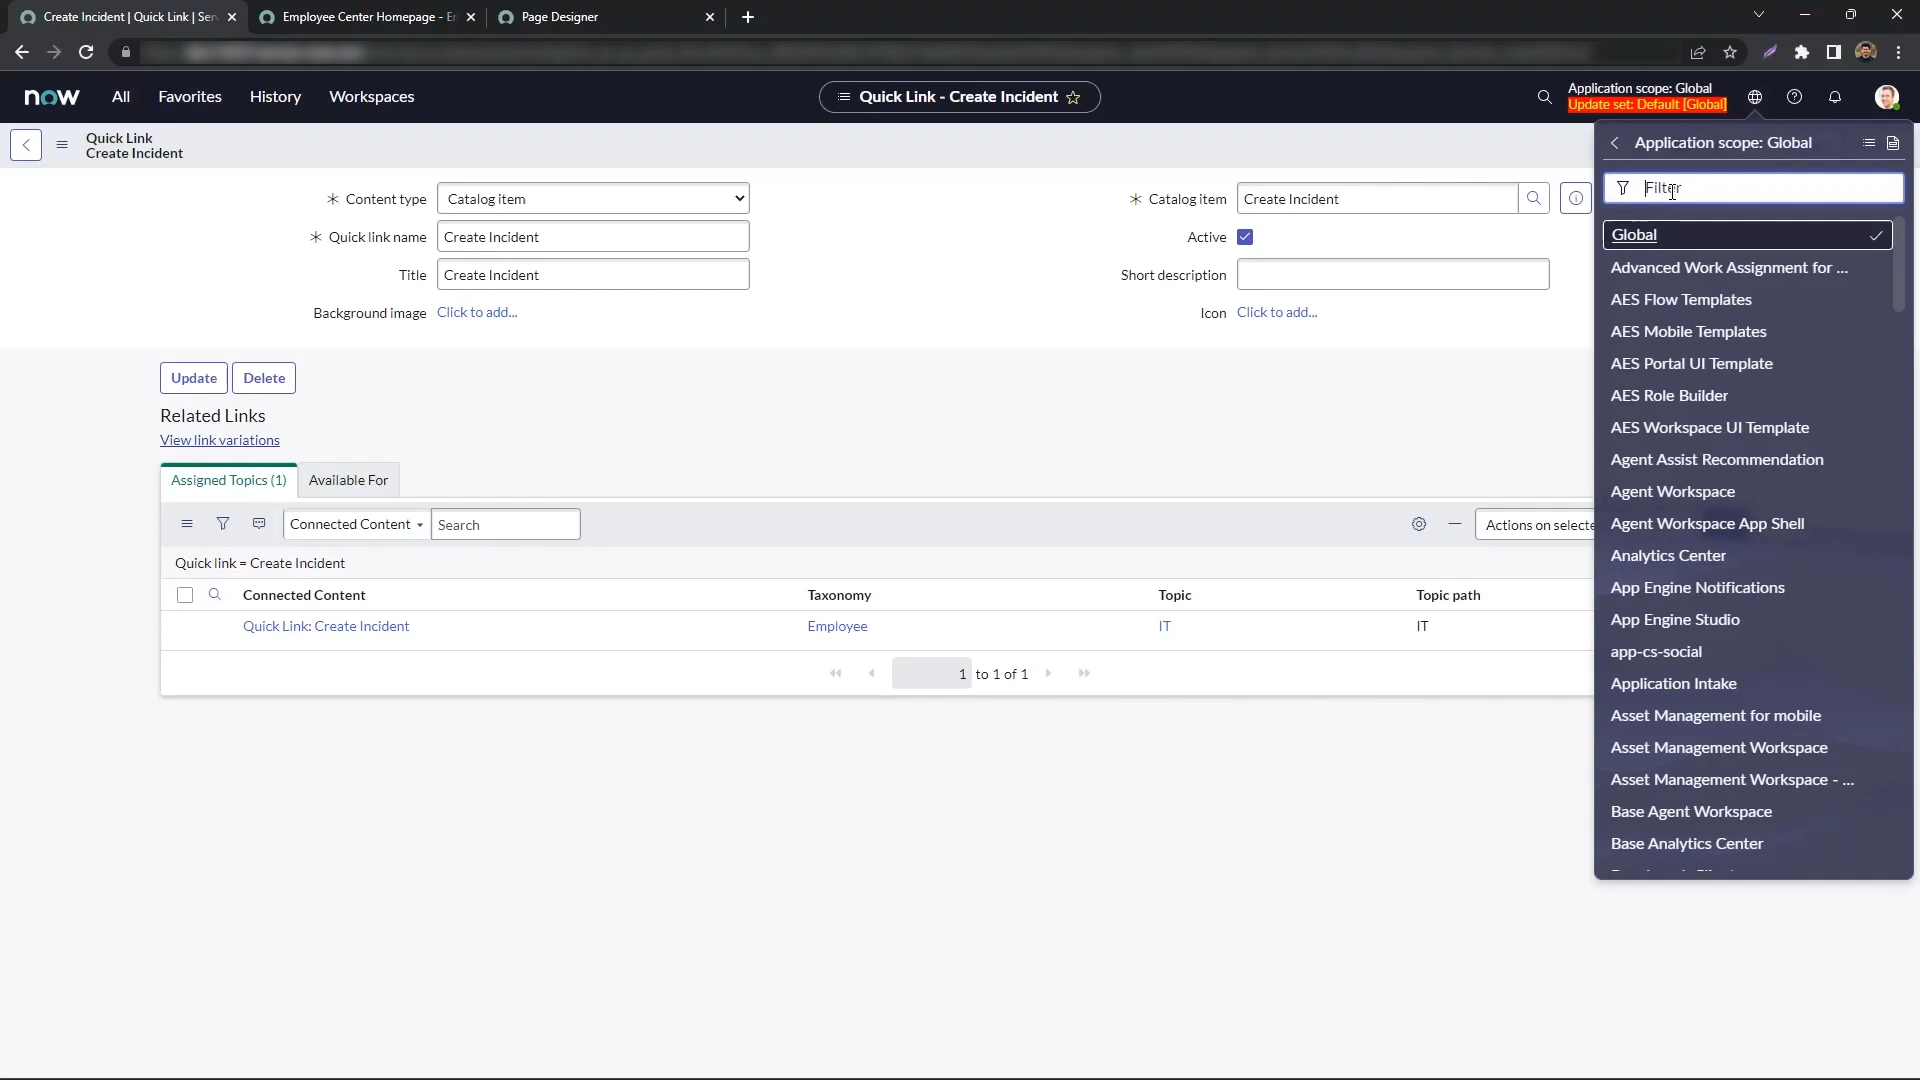 Create Incident | Quick Link | Ser
Employee Center Homepage - E
Page Designer
now
All
Favorites
History
Workspaces
Quick Link - Create Incident
Application scope: Global
Update set: Default [Global]
Quick Link
Create Incident
Content type
Catalog item
Catalog item
Create Incident
Quick link name
Create Incident
Active
Title
Create Incident
Short description
Background image
Click to add...
Icon
Click to add...
Update
Delete
Related Links
View link variations
Assigned Topics (1)
Available For
Connected Content
Search
Actions on selecte
Quick link = Create Incident
Connected Content
Taxonomy
Topic
Topic path
Quick Link: Create Incident
Employee
IT
IT
1 to 1 of 1
Application scope: Global
Filter
Global
Advanced Work Assignment for ...
AES Flow Templates
AES Mobile Templates
AES Portal UI Template
AES Role Builder
AES Workspace UI Template
Agent Assist Recommendation
Agent Workspace
Agent Workspace App Shell
Analytics Center
App Engine Notifications
App Engine Studio
app-cs-social
Application Intake
Asset Management for mobile
Asset Management Workspace
Asset Management Workspace - ...
Base Agent Workspace
Base Analytics Center